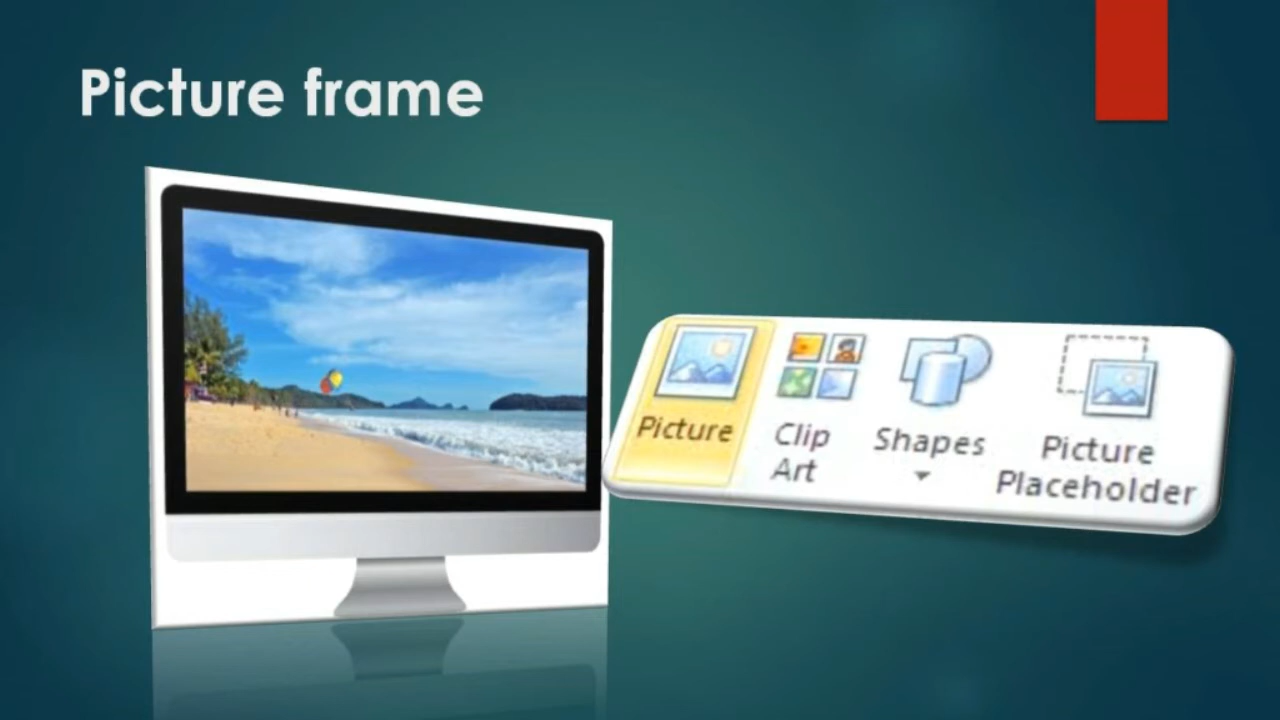 Picture frame
Picture
Clip
Art
Shapes
Picture
Placeholder